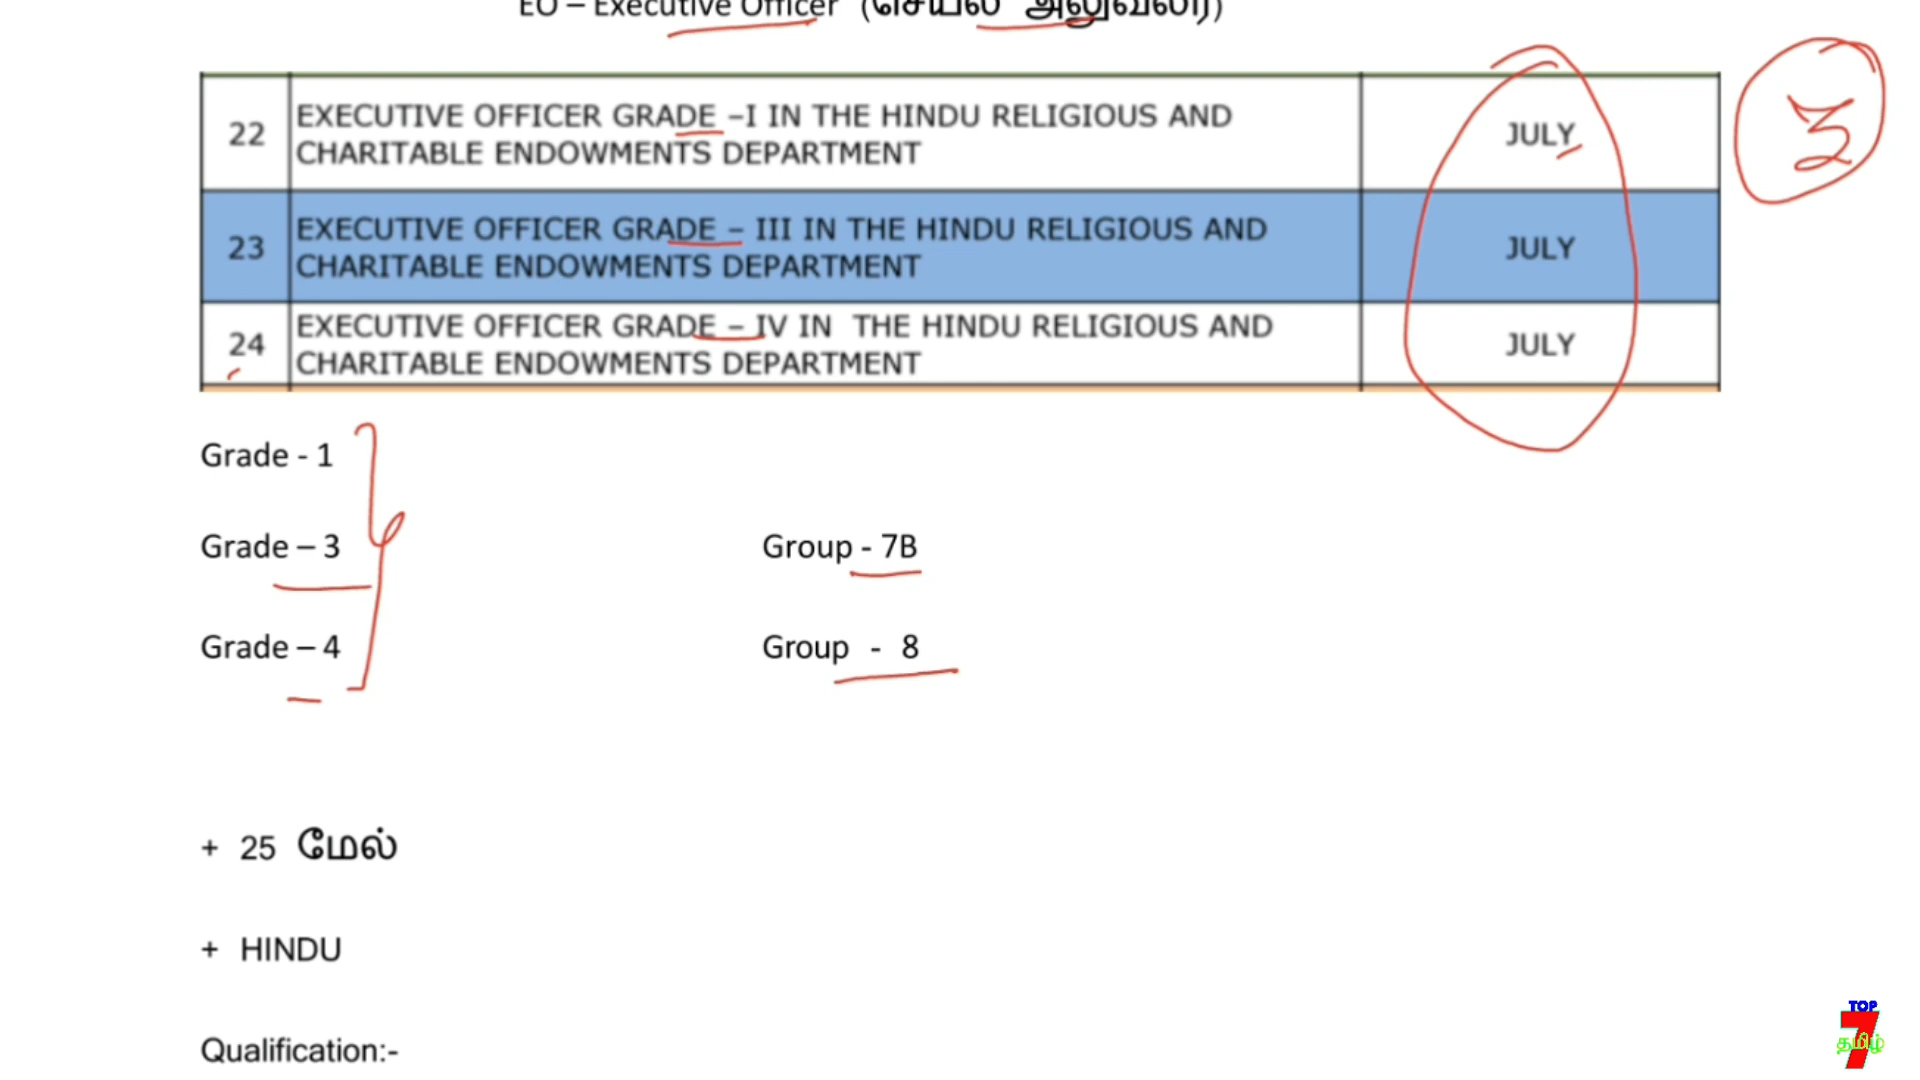 EO – Executive Officer (செயல் அலுவலர்)
22 EXECUTIVE OFFICER GRADE –I IN THE HINDU RELIGIOUS AND
CHARITABLE ENDOWMENTS DEPARTMENT JULY
23 EXECUTIVE OFFICER GRADE – III IN THE HINDU RELIGIOUS AND
CHARITABLE ENDOWMENTS DEPARTMENT JULY
24 EXECUTIVE OFFICER GRADE – IV IN THE HINDU RELIGIOUS AND
CHARITABLE ENDOWMENTS DEPARTMENT JULY
3
Grade - 1
Grade – 3 Group - 7B
Grade – 4 Group - 8
+ 25 மேல்
+ HINDU
Qualification:-
TOP
7
தமிழ்